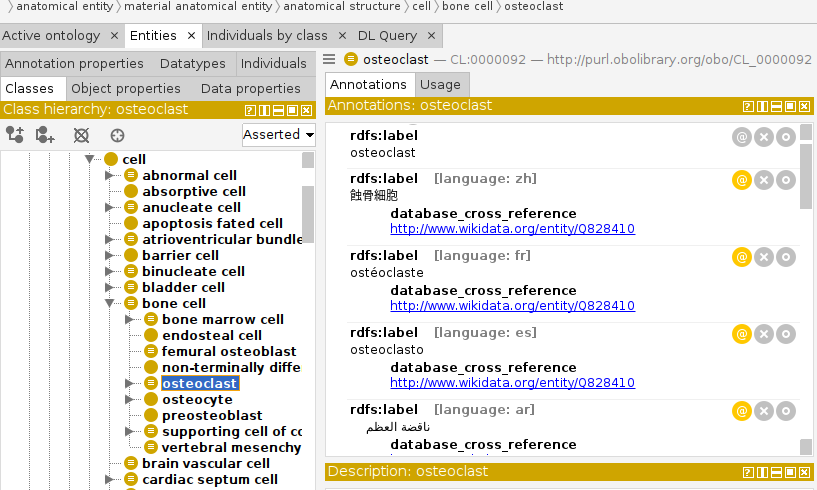 anatomical entity material anatomical entity anatomical structure cell bone cell osteoclast
Active ontology × Entities × Individuals by class × DL Query ×
Annotation properties Datatypes Individuals
Classes Object properties Data properties
Class hierarchy: osteoclast
Asserted
cell
abnormal cell
absorptive cell
anucleate cell
apoptosis fated cell
atrioventricular bundle
barrier cell
binucleate cell
bladder cell
bone cell
bone marrow cell
endosteal cell
femural osteoblast
non-terminally diffe
osteoclast
osteocyte
preosteoblast
supporting cell of co
vertebral mesenchy
brain vascular cell
cardiac septum cell
osteoclast — CL:0000092 — http://purl.obolibrary.org/obo/CL_0000092
Annotations Usage
Annotations: osteoclast
rdfs:label
osteoclast
rdfs:label [language: zh]
蝕骨細胞
database_cross_reference
http://www.wikidata.org/entity/Q828410
rdfs:label [language: fr]
ostéoclaste
database_cross_reference
http://www.wikidata.org/entity/Q828410
rdfs:label [language: es]
osteoclasto
database_cross_reference
http://www.wikidata.org/entity/Q828410
rdfs:label [language: ar]
ناقضة العظم
database_cross_reference
Description: osteoclast